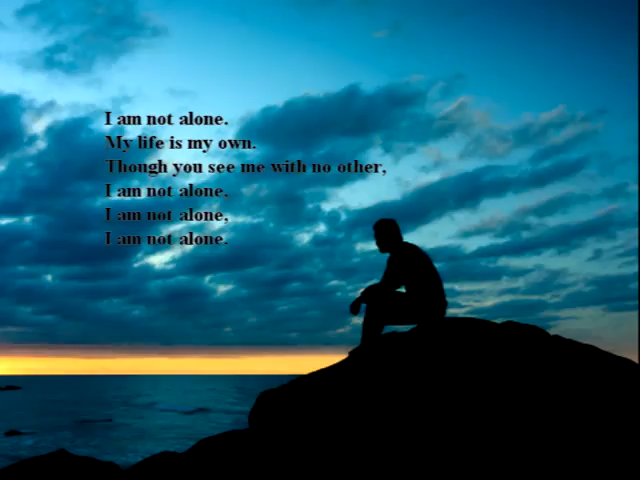 I am not alone.
My life is my own.
Though you see me with no other,
I am not alone,
I am not alone,
I am not alone.